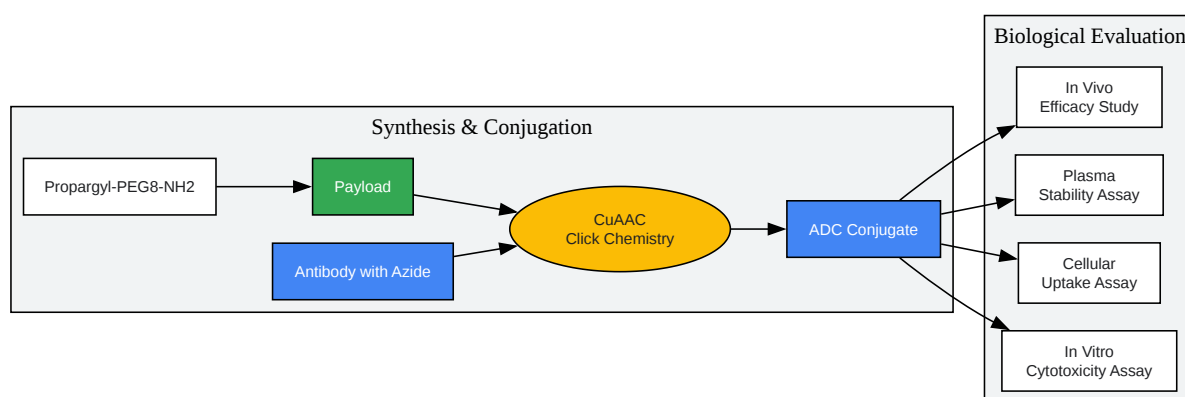 Synthesis & Conjugation
Propargyl-PEG8-NH2
Payload
Antibody with Azide
CuAAC
Click Chemistry
ADC Conjugate
Biological Evaluation
In Vivo
Efficacy Study
Plasma
Stability Assay
Cellular
Uptake Assay
In Vitro
Cytotoxicity Assay